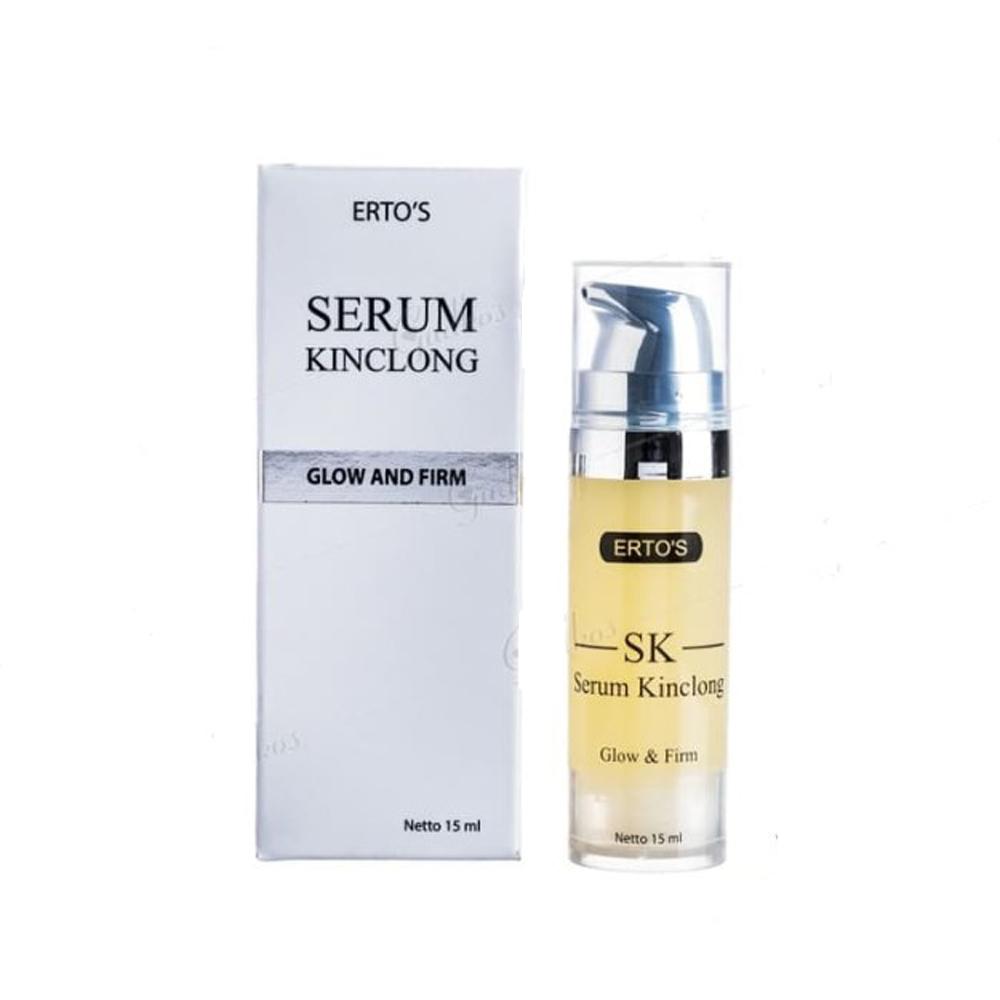 ERTO'S
SERUM
KINCLONG
GLOW AND FIRM
Netto 15 ml
ERTO'S
SK
Serum Kinclong
Glow & Firm
Netto 15 ml